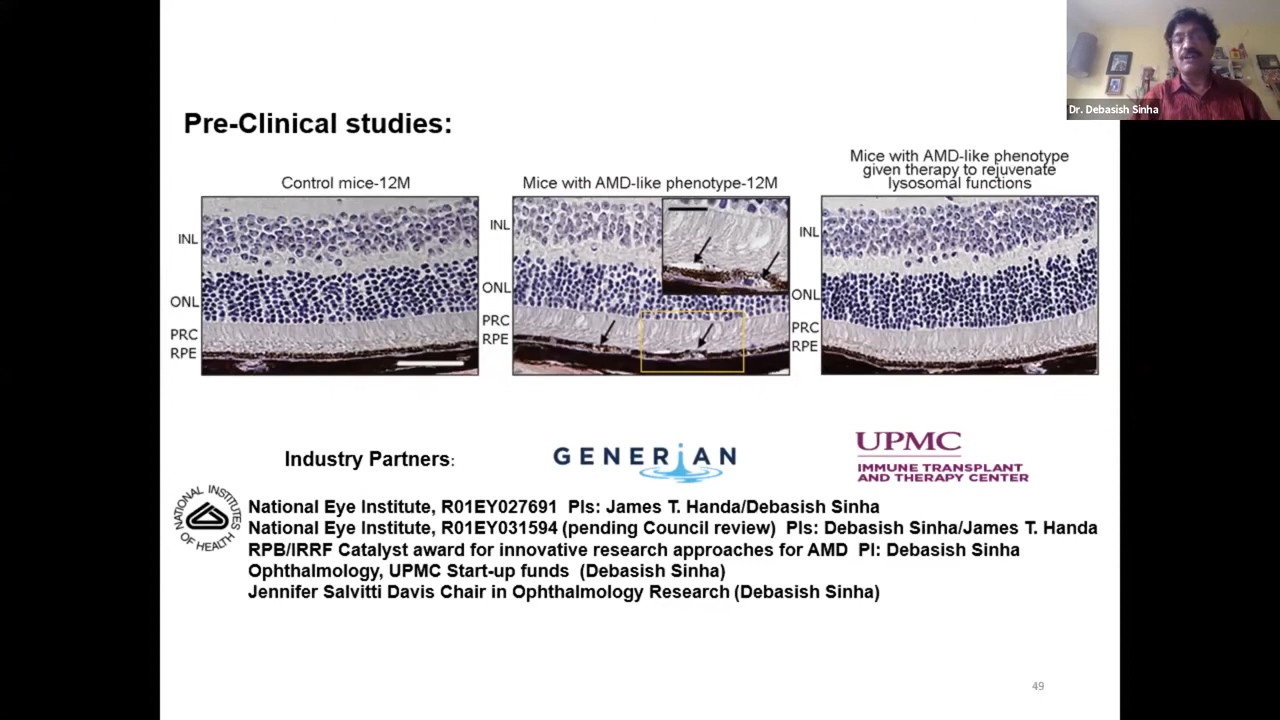 Dr. Debasish Sinha
Pre-Clinical studies:
Control mice-12M
Mice with AMD-like phenotype-12M
Mice with AMD-like phenotype
given therapy to rejuvenate
lysosomal functions
INL
ONL
PRC
RPE
INL
ONL
PRC
RPE
INL
ONL
PRC
RPE
Industry Partners:
GENERiAN
UPMC
IMMUNE TRANSPLANT
AND THERAPY CENTER
NATIONAL INSTITUTES
OF HEALTH
National Eye Institute, R01EY027691 PIs: James T. Handa/Debasish Sinha
National Eye Institute, R01EY031594 (pending Council review) PIs: Debasish Sinha/James T. Handa
RPB/IRRF Catalyst award for innovative research approaches for AMD PI: Debasish Sinha
Ophthalmology, UPMC Start-up funds (Debasish Sinha)
Jennifer Salvitti Davis Chair in Ophthalmology Research (Debasish Sinha)
49